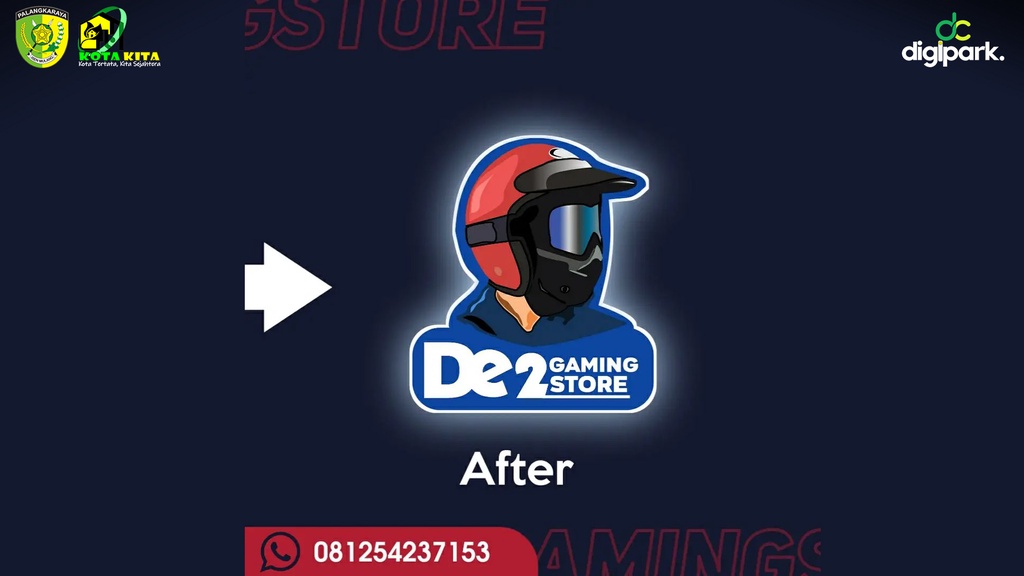 PALANGKARAYA
KOTA KITA
Kota Tertata, Kita Sejahtera
GSTORE
dc
digipark.
De2 GAMING
STORE
After
081254237153
AMINGS